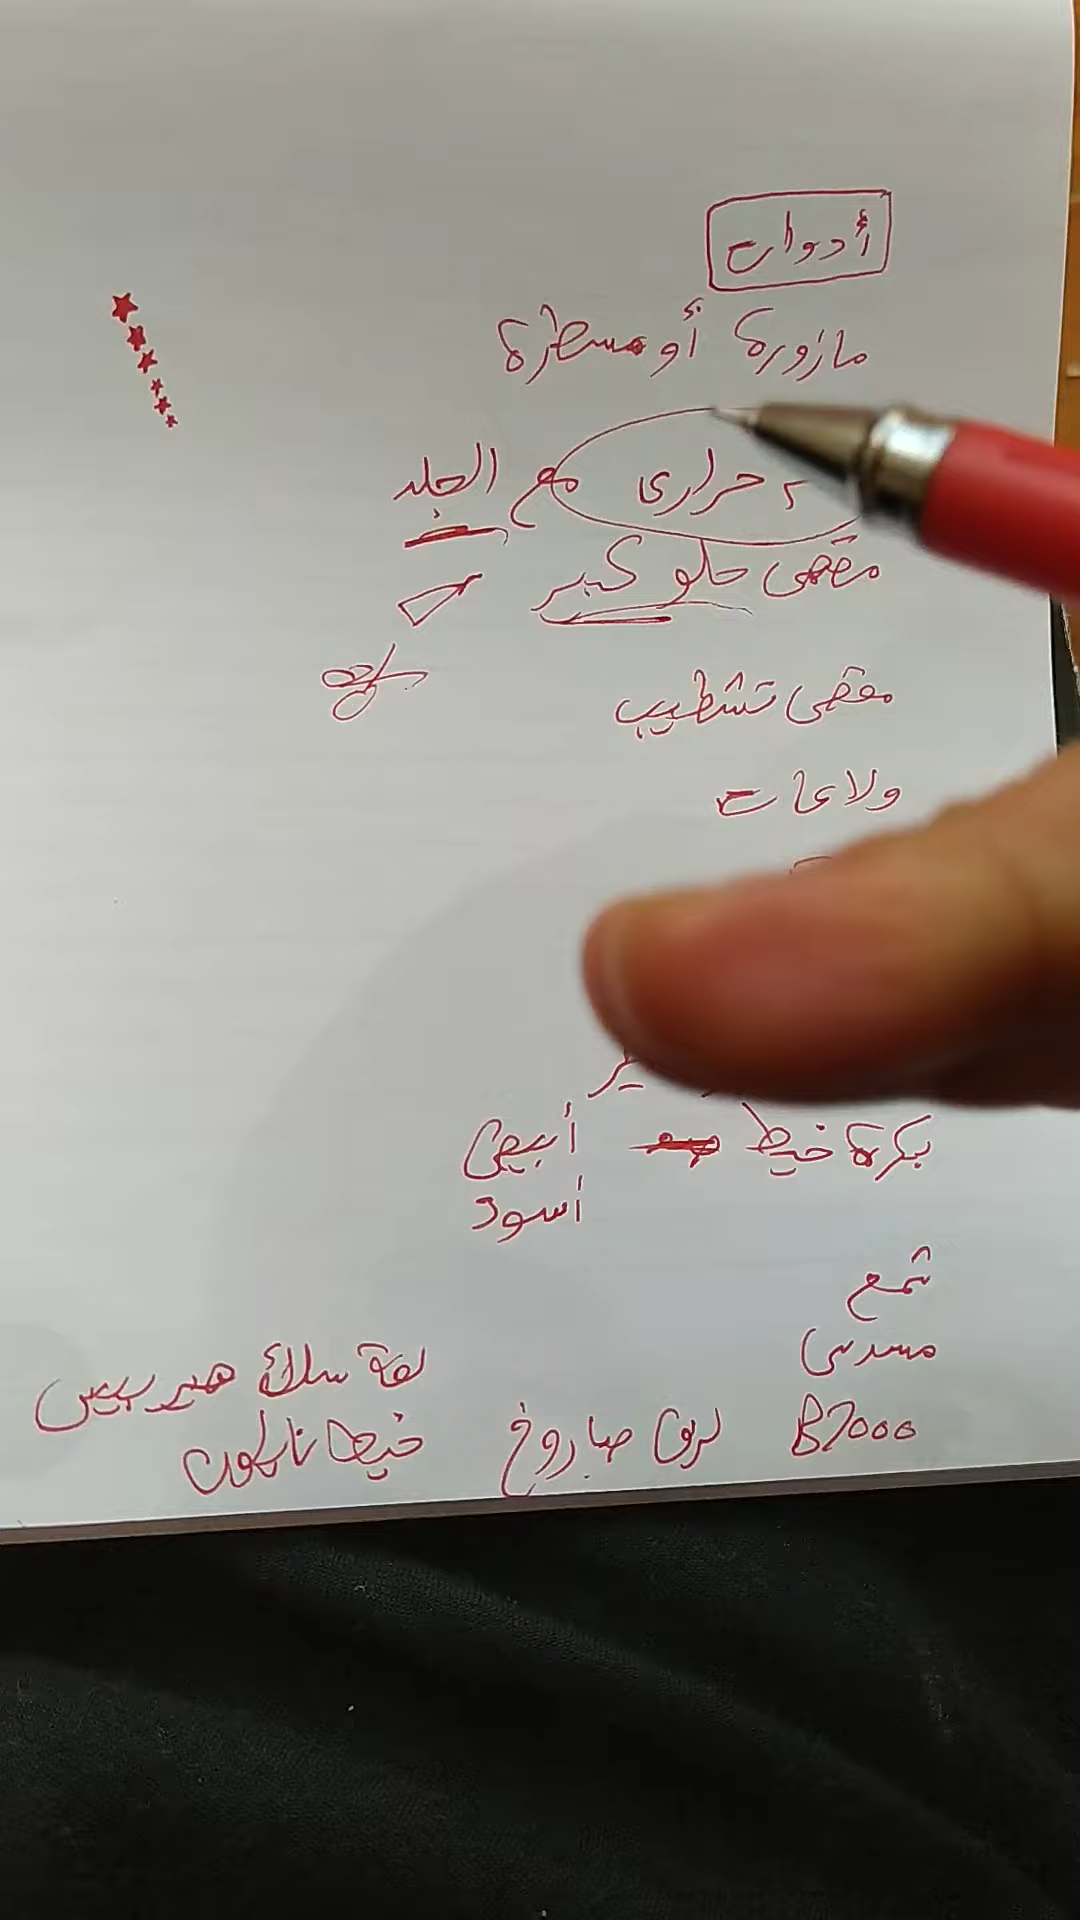 أدوات
مازورة أو مسطرة
حرارى مع الجلد
مقص حلو كبير
مقص تشطيب
ولاعات
بكرة خيط أبيض
أسود
شمع
مسدس
لفة سلك هيربيس
B7000 لزق صاروخ خيط نايلون